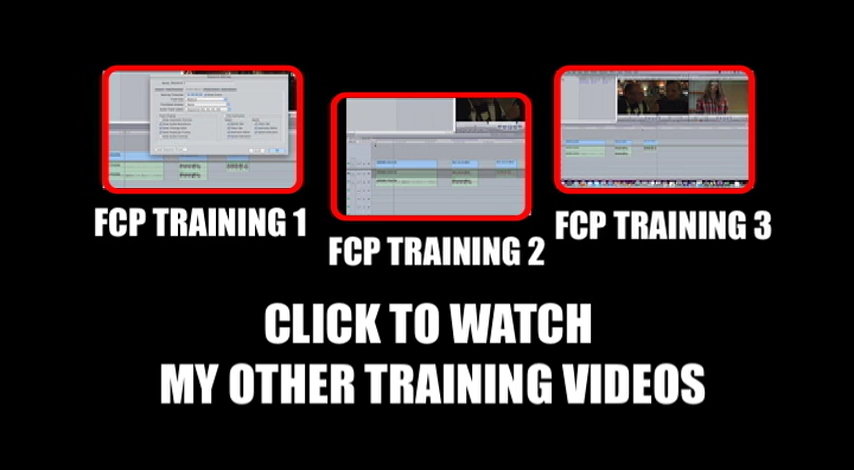 FCP TRAINING 1
FCP TRAINING 2
FCP TRAINING 3
CLICK TO WATCH
MY OTHER TRAINING VIDEOS